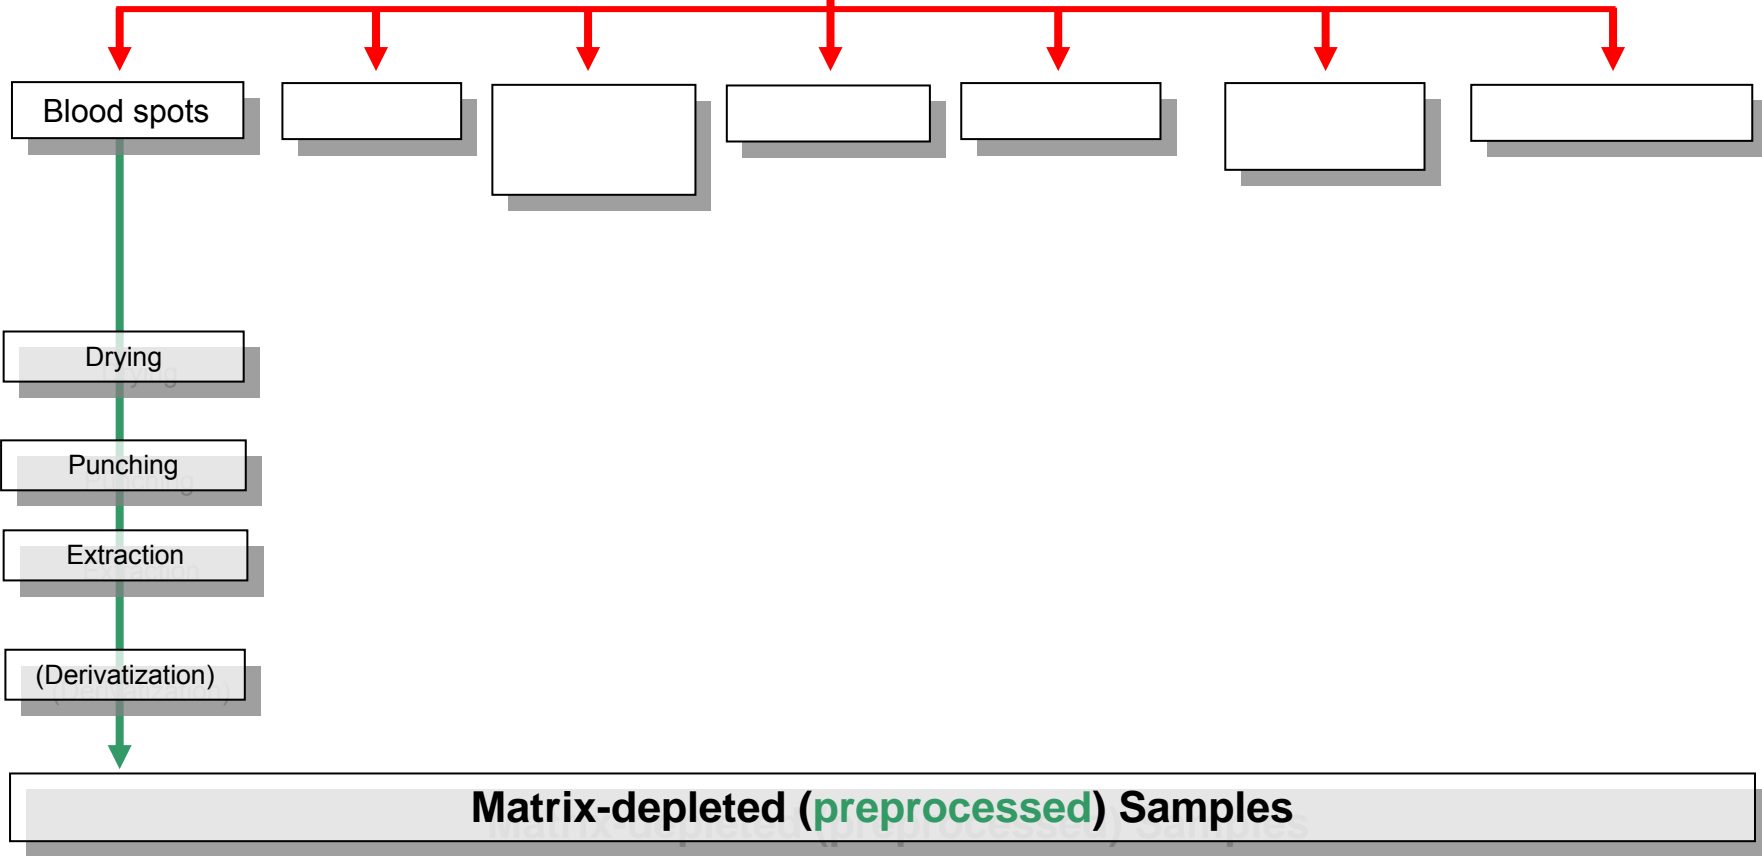 Blood spots
Drying
Punching
Extraction
(Derivatization)
Matrix-depleted (preprocessed) Samples